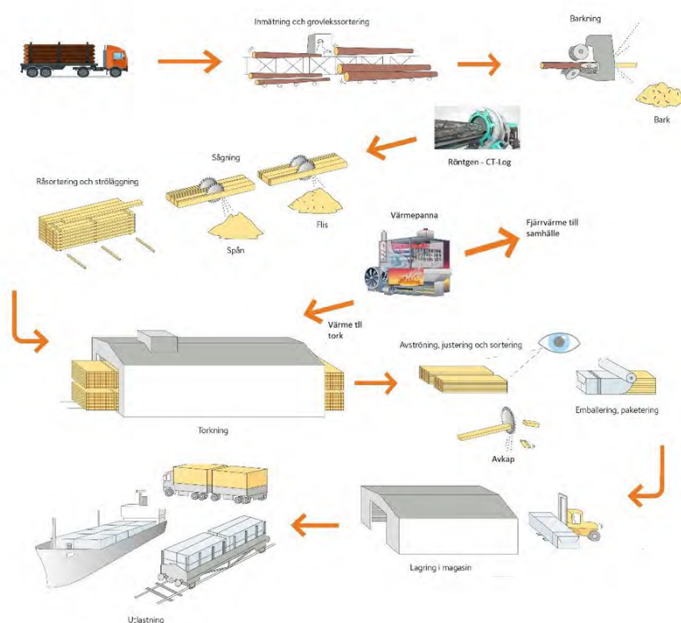 Inmätning och grovlekssortering
Barkning
Bark
Röntgen - CT-Log
Sågning
Råsortering och ströläggning
Spån
Flis
Värmepanna
Fjärrvärme till
samhälle
Värme tll
tork
Torkning
Avströning, justering och sortering
Emballering, paketering
Avkap
Lagring i magasin
Utlastning